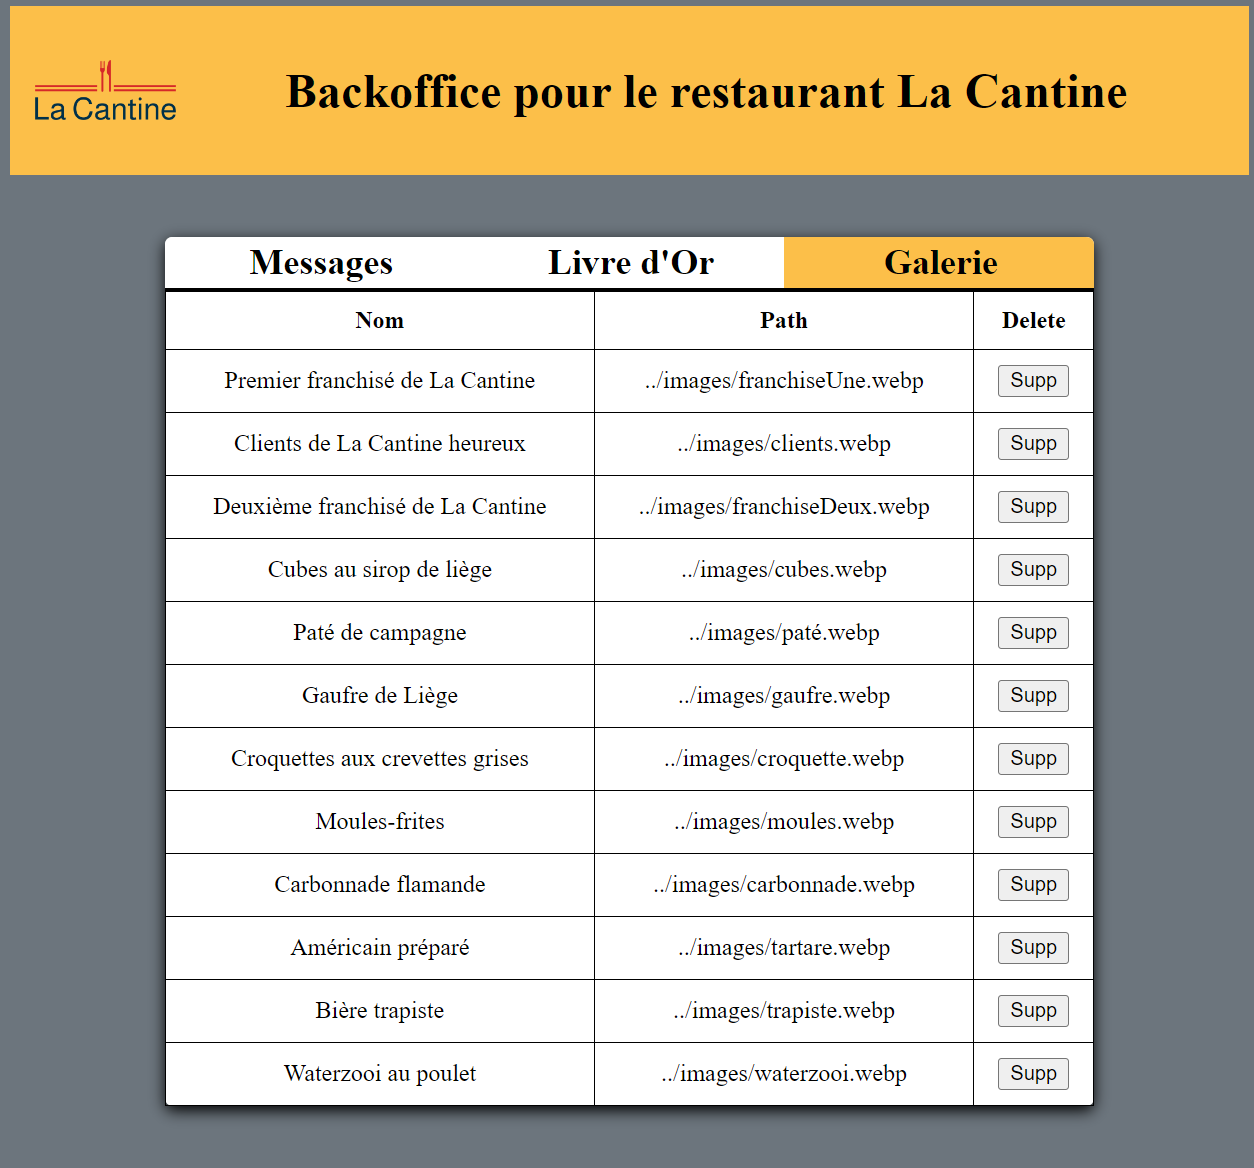 La Cantine
Backoffice pour le restaurant La Cantine
Messages Livre d'Or Galerie
Nom Path Delete
Premier franchisé de La Cantine ../images/franchiseUne.webp Supp
Clients de La Cantine heureux ../images/clients.webp Supp
Deuxième franchisé de La Cantine ../images/franchiseDeux.webp Supp
Cubes au sirop de liège ../images/cubes.webp Supp
Paté de campagne ../images/paté.webp Supp
Gaufre de Liège ../images/gaufre.webp Supp
Croquettes aux crevettes grises ../images/croquette.webp Supp
Moules-frites ../images/moules.webp Supp
Carbonnade flamande ../images/carbonnade.webp Supp
Américain préparé ../images/tartare.webp Supp
Bière trapiste ../images/trapiste.webp Supp
Waterzooi au poulet ../images/waterzooi.webp Supp